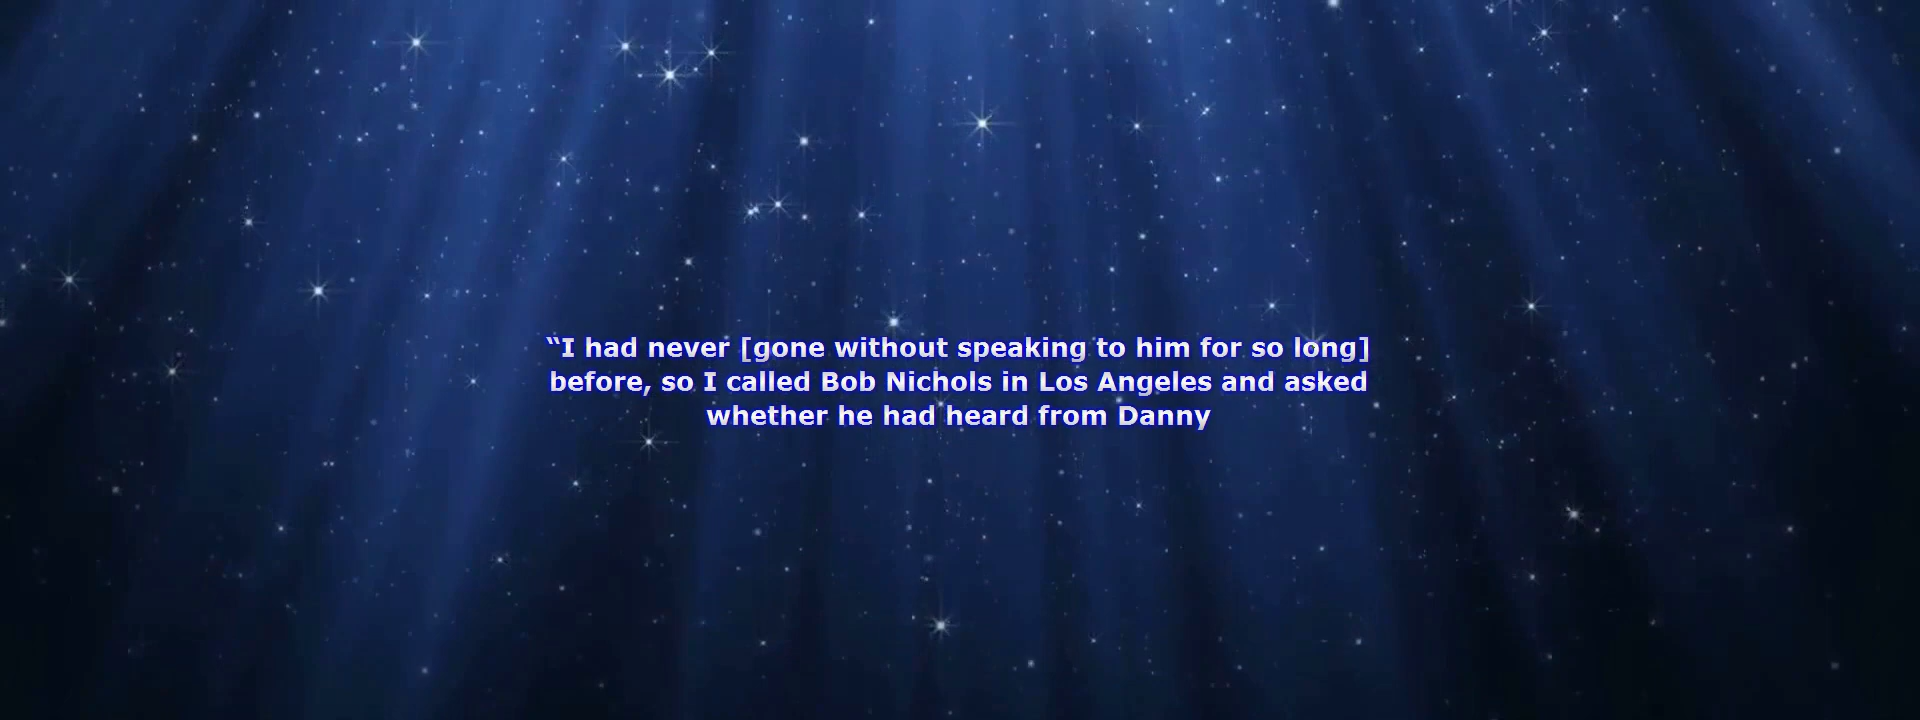 “I had never [gone without speaking to him for so long]
before, so I called Bob Nichols in Los Angeles and asked
whether he had heard from Danny